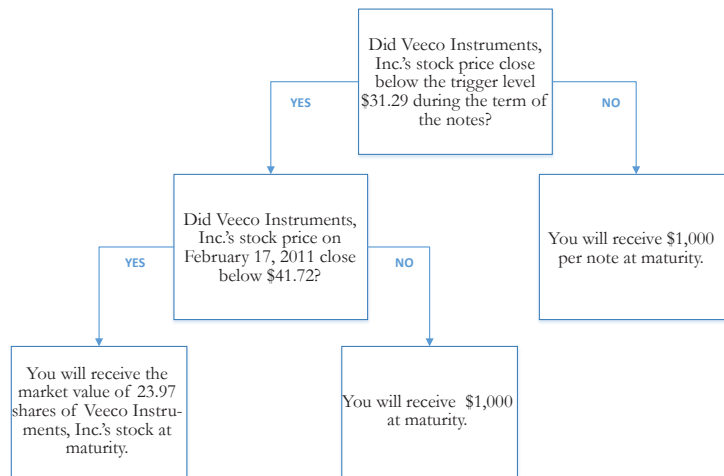 Did Veeco Instruments,
Inc.'s stock price close
below the trigger level
$31.29 during the term of
the notes?
YES
NO
Did Veeco Instruments,
Inc.'s stock price on
February 17, 2011 close
below $41.72?
You will receive $1,000
per note at maturity.
YES
NO
You will receive the
market value of 23.97
shares of Veeco Instru-
ments, Inc.'s stock at
maturity.
You will receive $1,000
at maturity.